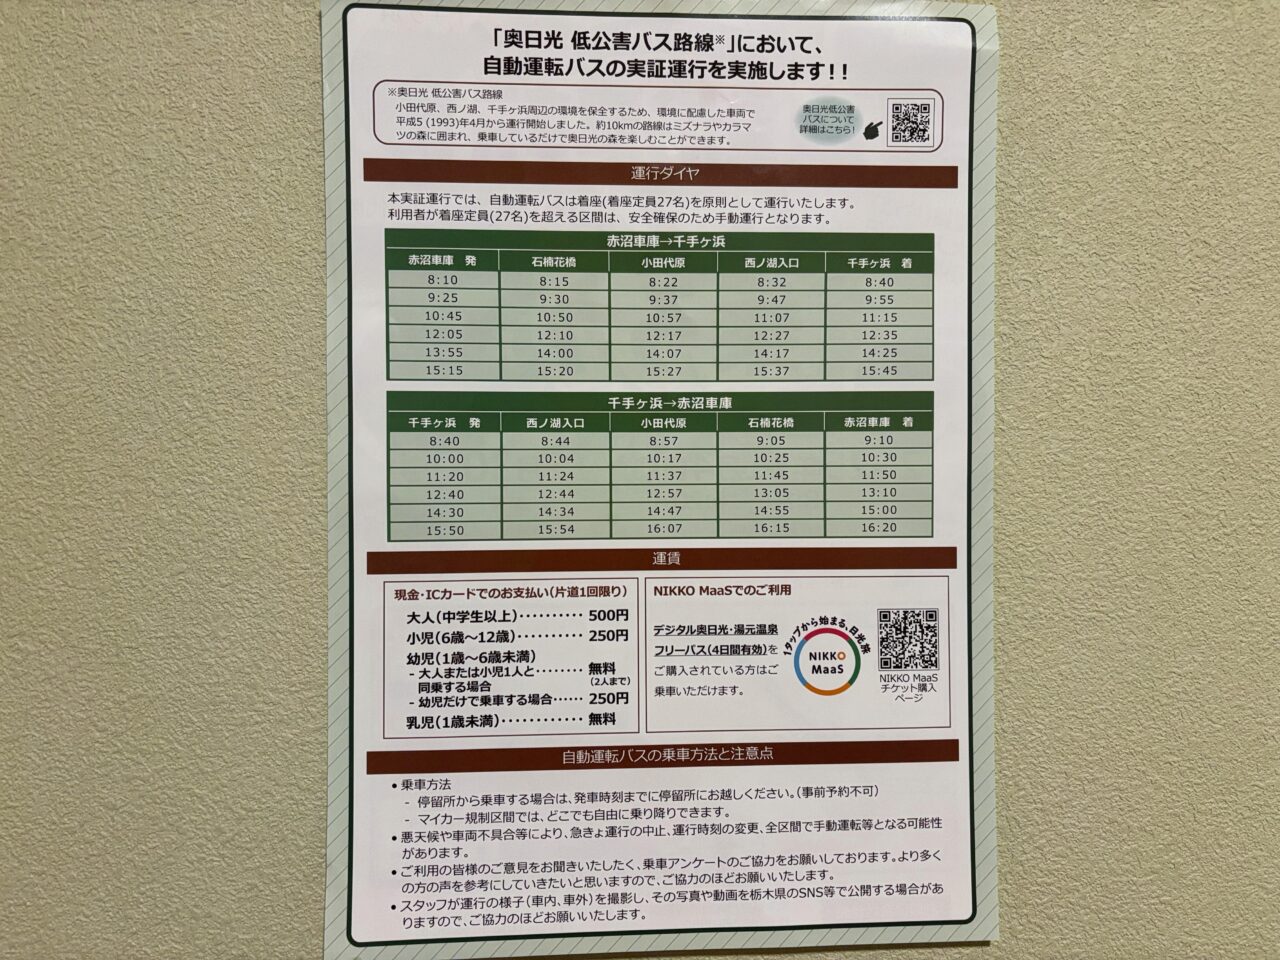 「奥日光 低公害バス路線※」において、
自動運転バスの実証運行を実施します！！
※奥日光 低公害バス路線
小田代原、西ノ湖、千手ヶ浜周辺の環境を保全するため、環境に配慮した車両で
平成5 (1993)年4月から運行開始しました。約10kmの路線はミズナラやカラマ
ツの森に囲まれ、乗車しているだけで奥日光の森を楽しむことができます。
奥日光低公害
バスについて
詳細はこちら！
運行ダイヤ
本実証運行では、自動運転バスは着座(着座定員27名)を原則として運行いたします。
利用者が着座定員(27名)を超える区間は、安全確保のため手動運行となります。
赤沼車庫→千手ヶ浜
赤沼車庫 発 石楠花橋 小田代原 西ノ湖入口 千手ヶ浜 着
8:10 8:15 8:22 8:32 8:40
9:25 9:30 9:37 9:47 9:55
10:45 10:50 10:57 11:07 11:15
12:05 12:10 12:17 12:27 12:35
13:55 14:00 14:07 14:17 14:25
15:15 15:20 15:27 15:37 15:45
千手ヶ浜→赤沼車庫
千手ヶ浜 発 西ノ湖入口 小田代原 石楠花橋 赤沼車庫 着
8:40 8:44 8:57 9:05 9:10
10:00 10:04 10:17 10:25 10:30
11:20 11:24 11:37 11:45 11:50
12:40 12:44 12:57 13:05 13:10
14:30 14:34 14:47 14:55 15:00
15:50 15:54 16:07 16:15 16:20
運賃
現金・ICカードでのお支払い(片道1回限り)
大人(中学生以上)‥‥‥‥‥ 500円
小児(6歳～12歳)‥‥‥‥‥ 250円
幼児(1歳～6歳未満)
- 大人または小児1人と‥‥‥‥ 無料
同乗する場合 (2人まで)
- 幼児だけで乗車する場合‥‥‥ 250円
乳児(1歳未満)‥‥‥‥‥‥ 無料
NIKKO MaaSでのご利用
デジタル奥日光・湯元温泉
フリーパス(4日間有効)を
ご購入されている方はご
乗車いただけます。
1タップから始まる、日光旅
NIKKO
MaaS
NIKKO MaaS
チケット購入
ページ
自動運転バスの乗車方法と注意点
• 乗車方法
- 停留所から乗車する場合は、発車時刻までに停留所にお越しください。(事前予約不可)
- マイカー規制区間では、どこでも自由に乗り降りできます。
• 悪天候や車両不具合等により、急きょ運行の中止、運行時刻の変更、全区間で手動運転等となる可能性
があります。
• ご利用の皆様のご意見をお聞きいたしたく、乗車アンケートのご協力をお願いしております。より多く
の方の声を参考にしていきたいと思いますので、ご協力のほどお願いいたします。
• スタッフが運行の様子(車内、車外)を撮影し、その写真や動画を栃木県のSNS等で公開する場合があ
りますので、ご協力のほどお願いいたします。